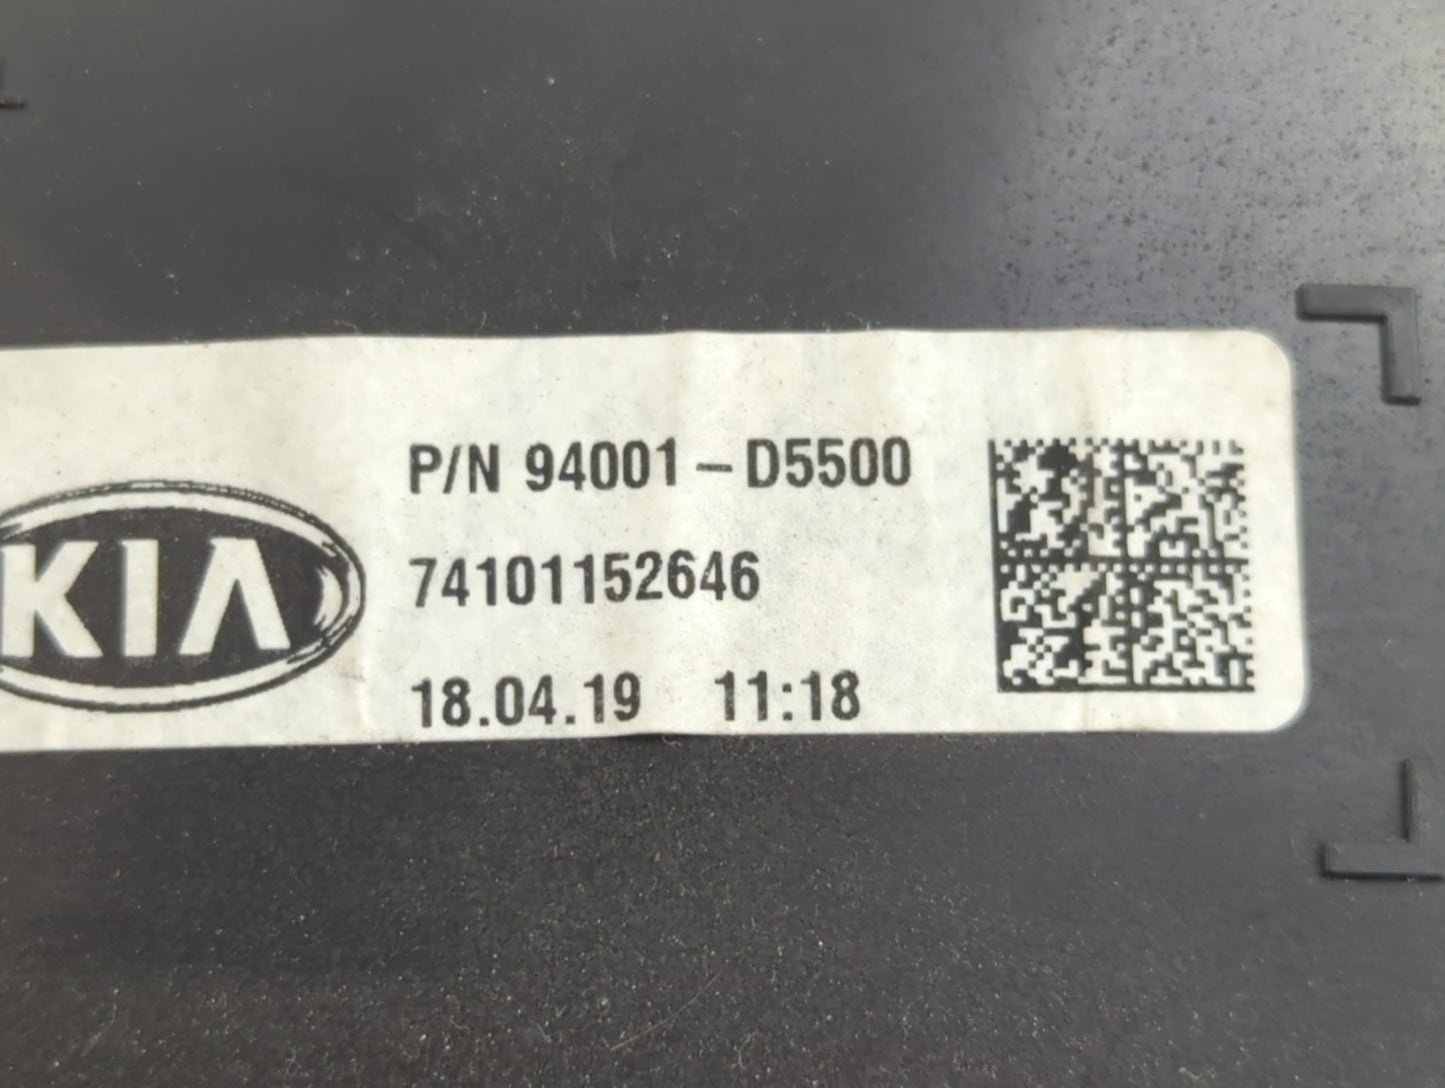 P/N 94001-D5500
KIA
74101152646
18.04.19 11:18